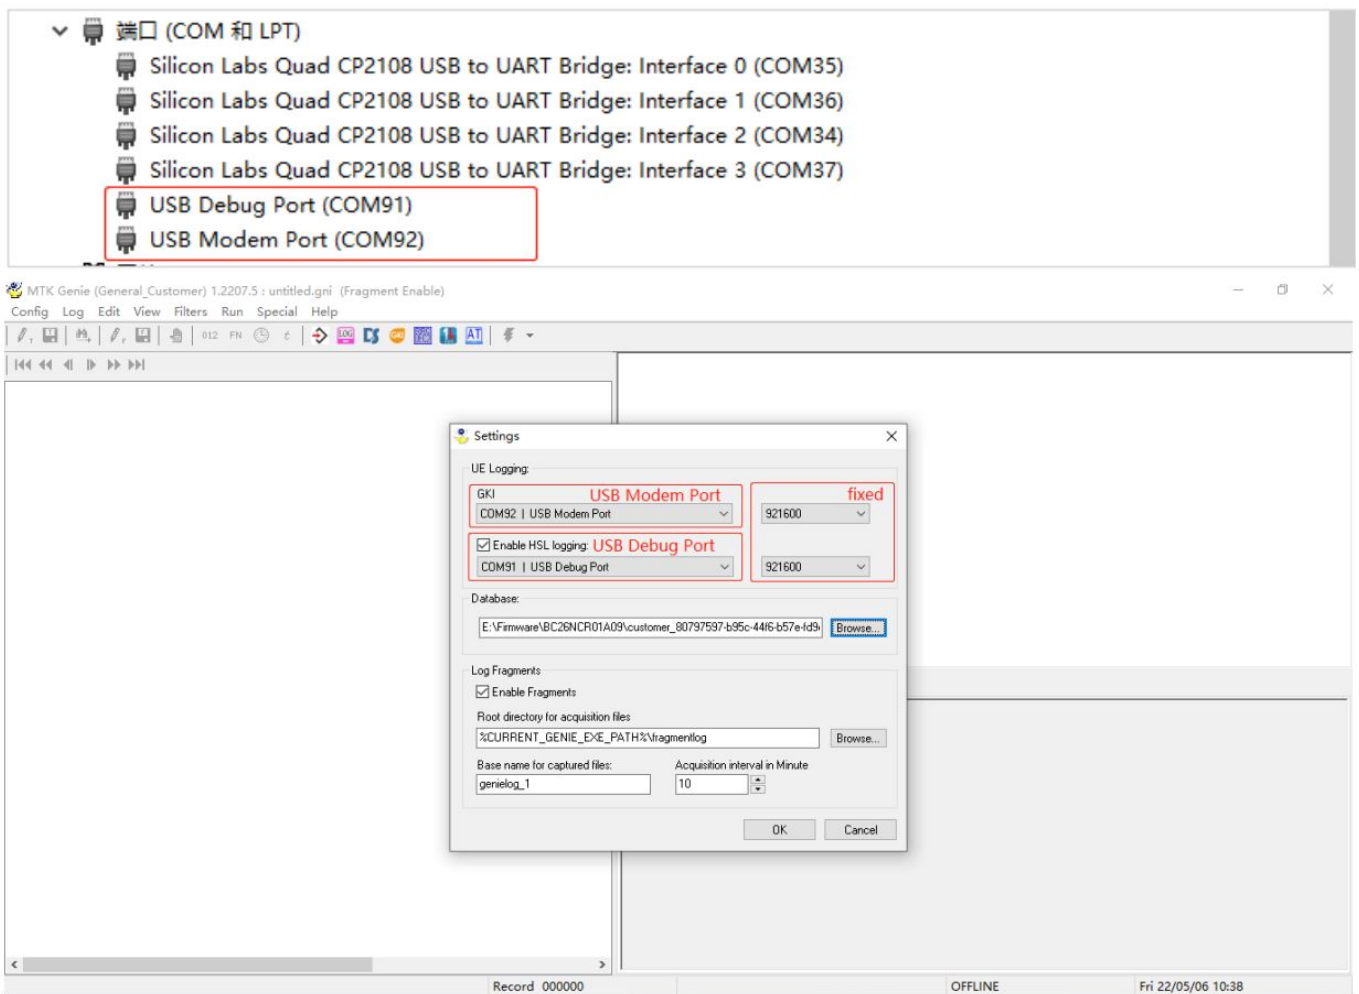 端口 (COM 和 LPT)
Silicon Labs Quad CP2108 USB to UART Bridge: Interface 0 (COM35)
Silicon Labs Quad CP2108 USB to UART Bridge: Interface 1 (COM36)
Silicon Labs Quad CP2108 USB to UART Bridge: Interface 2 (COM34)
Silicon Labs Quad CP2108 USB to UART Bridge: Interface 3 (COM37)
USB Debug Port (COM91)
USB Modem Port (COM92)
MTK Genie (General_Customer) 1.2207.5 : untitled.gni (Fragment Enable)
Config Log Edit View Filters Run Special Help
012 FN LOG AT
Settings
UE Logging:
GKI USB Modem Port fixed
COM92 | USB Modem Port 921600
Enable HSL logging: USB Debug Port
COM91 | USB Debug Port 921600
Database:
E:\Firmware\BC26NCR01A09\customer_80797597-b95c-44f6-b57e-fd9 Browse...
Log Fragments
Enable Fragments
Root directory for acquisition files
%CURRENT_GENIE_EXE_PATH%\fragmentlog Browse...
Base name for captured files: Acquisition interval in Minute
genielog_1 10
OK Cancel
Record 000000 OFFLINE Fri 22/05/06 10:38